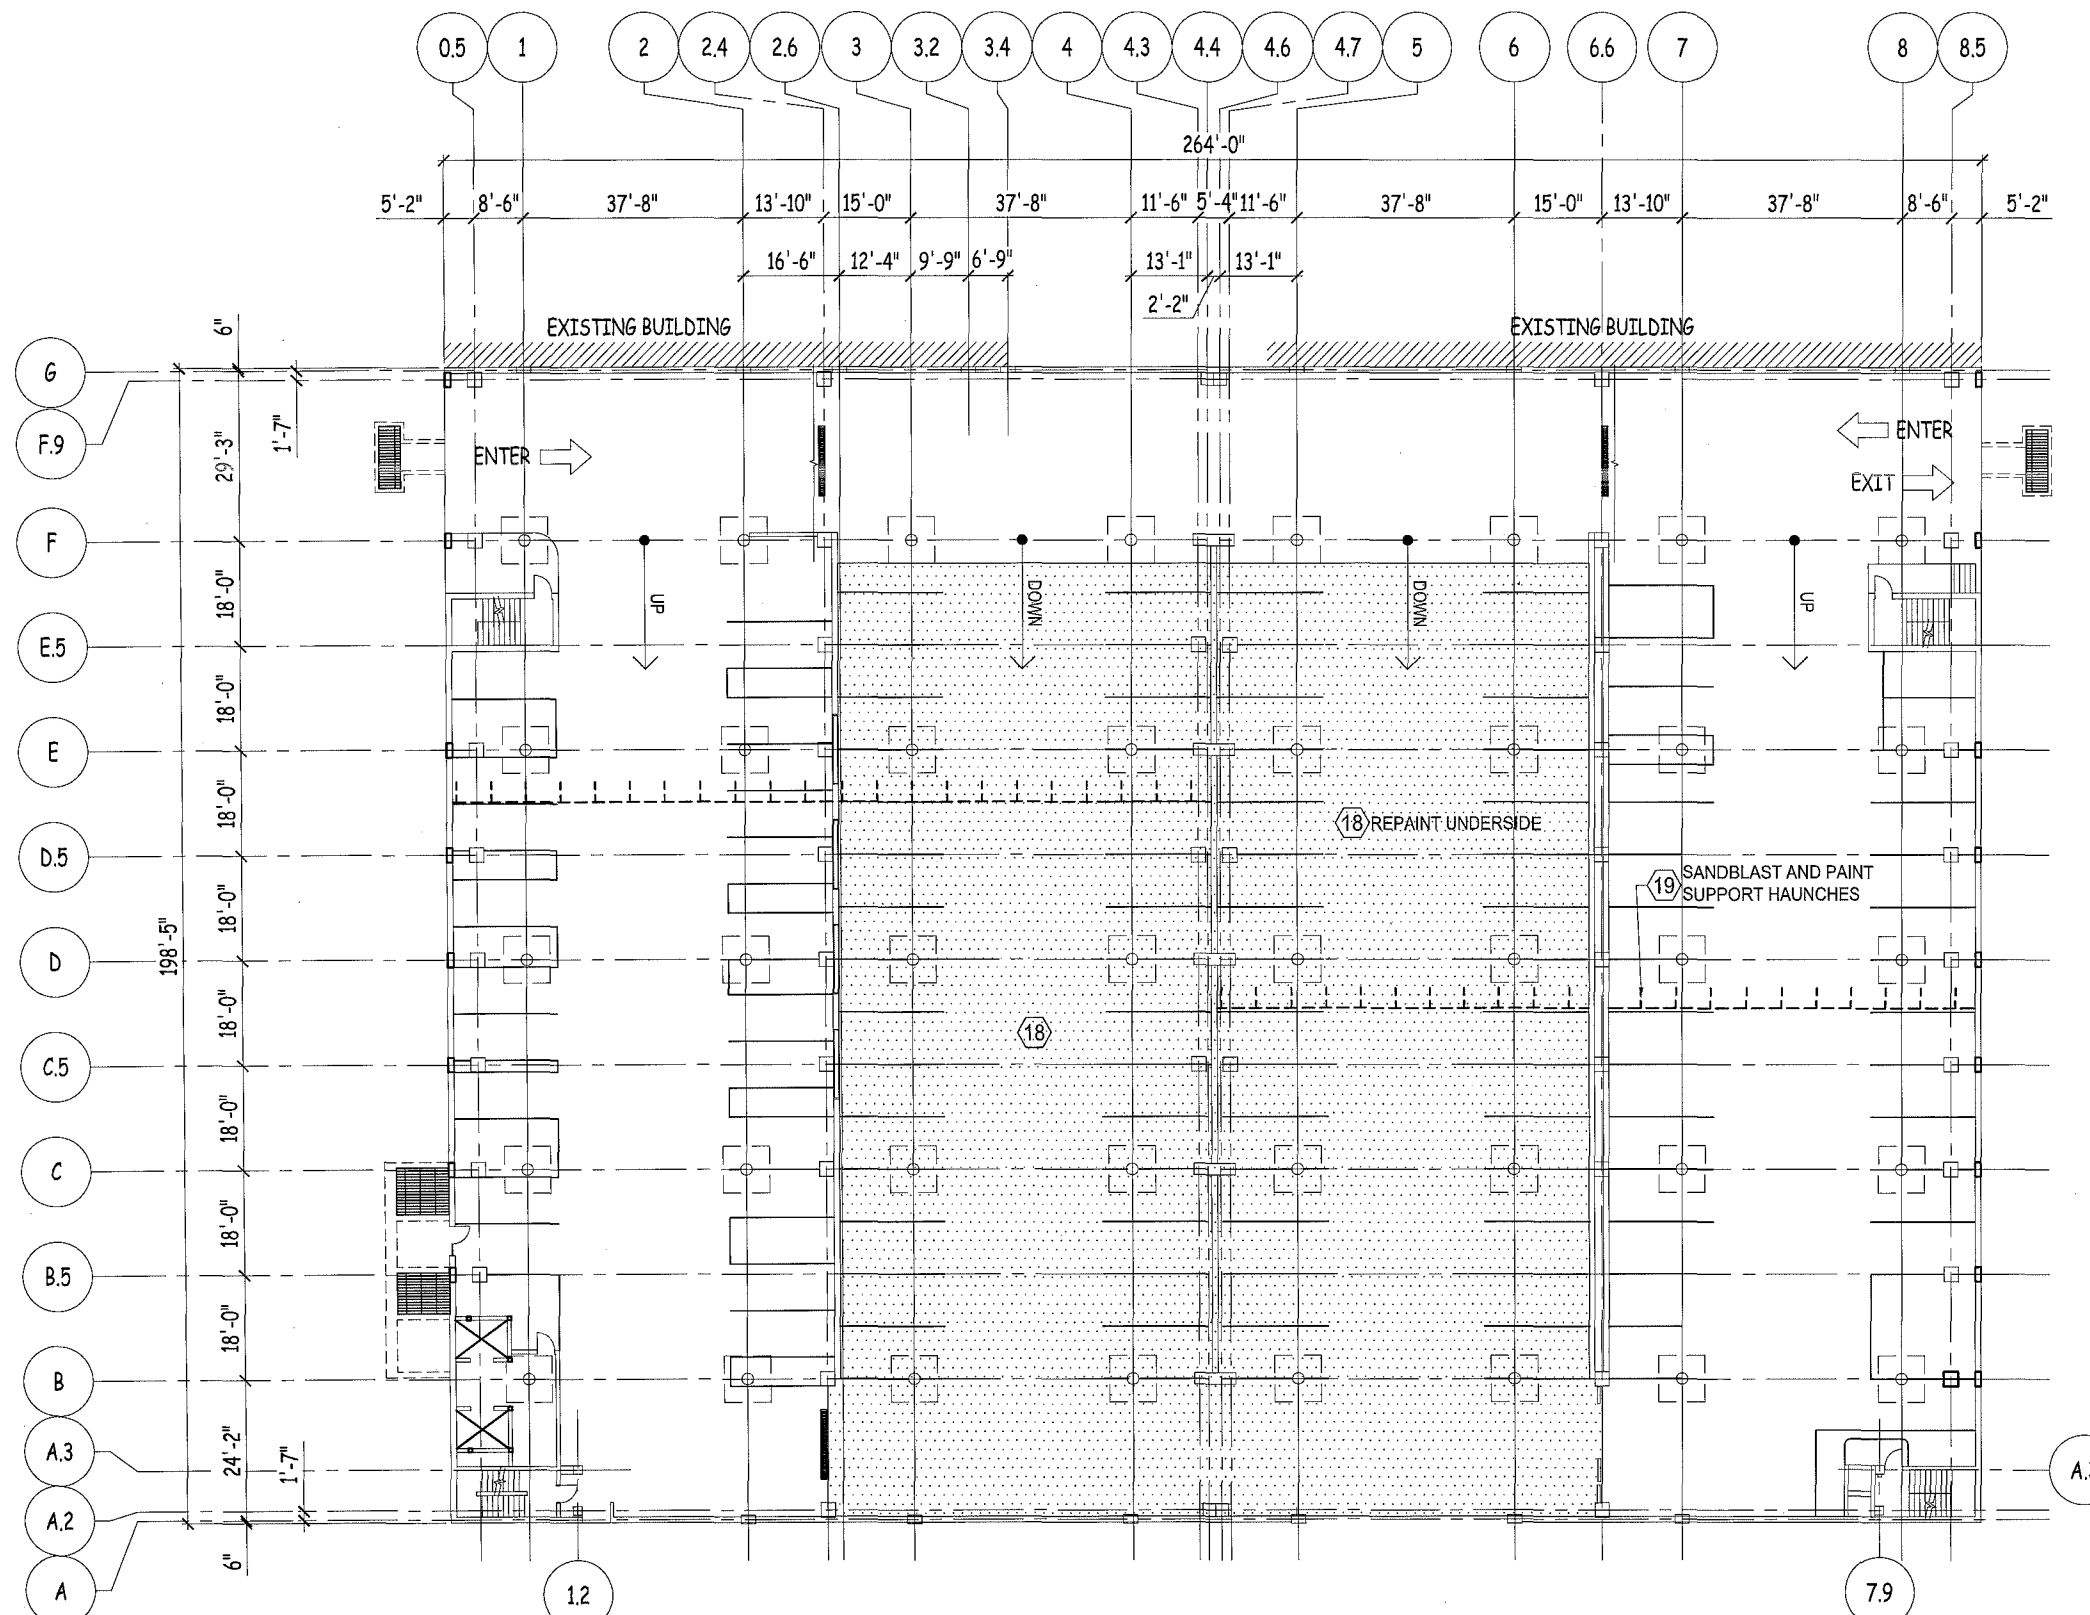 0.5 1 2 2.4 2.6 3 3.2 3.4 4 4.3 4.4 4.6 4.7 5 6 6.6 7 8 8.5
264'-0"
5'-2" 8'-6" 37'-8" 13'-10" 15'-0" 37'-8" 11'-6" 5'-4" 11'-6" 37'-8" 15'-0" 13'-10" 37'-8" 8'-6" 5'-2"
16'-6" 12'-4" 9'-9" 6'-9" 13'-1" 13'-1"
2'-2"
6"
EXISTING BUILDING EXISTING BUILDING
G
F.9
1'-7"
29'-3"
ENTER
ENTER
EXIT
F
18'-0"
UP
DOWN
DOWN
UP
E.5
18'-0"
E
18'-0"
18 REPAINT UNDERSIDE
D.5
19 SANDBLAST AND PAINT
SUPPORT HAUNCHES
18'-0"
198'-5"
D
18'-0"
18
C.5
18'-0"
C
18'-0"
B.5
18'-0"
B
24'-2"
A.3
1'-7"
A.2
6"
A
1.2
7.9